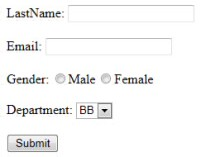 LastName:
Email:
Gender: Male Female
Department: BB
Submit